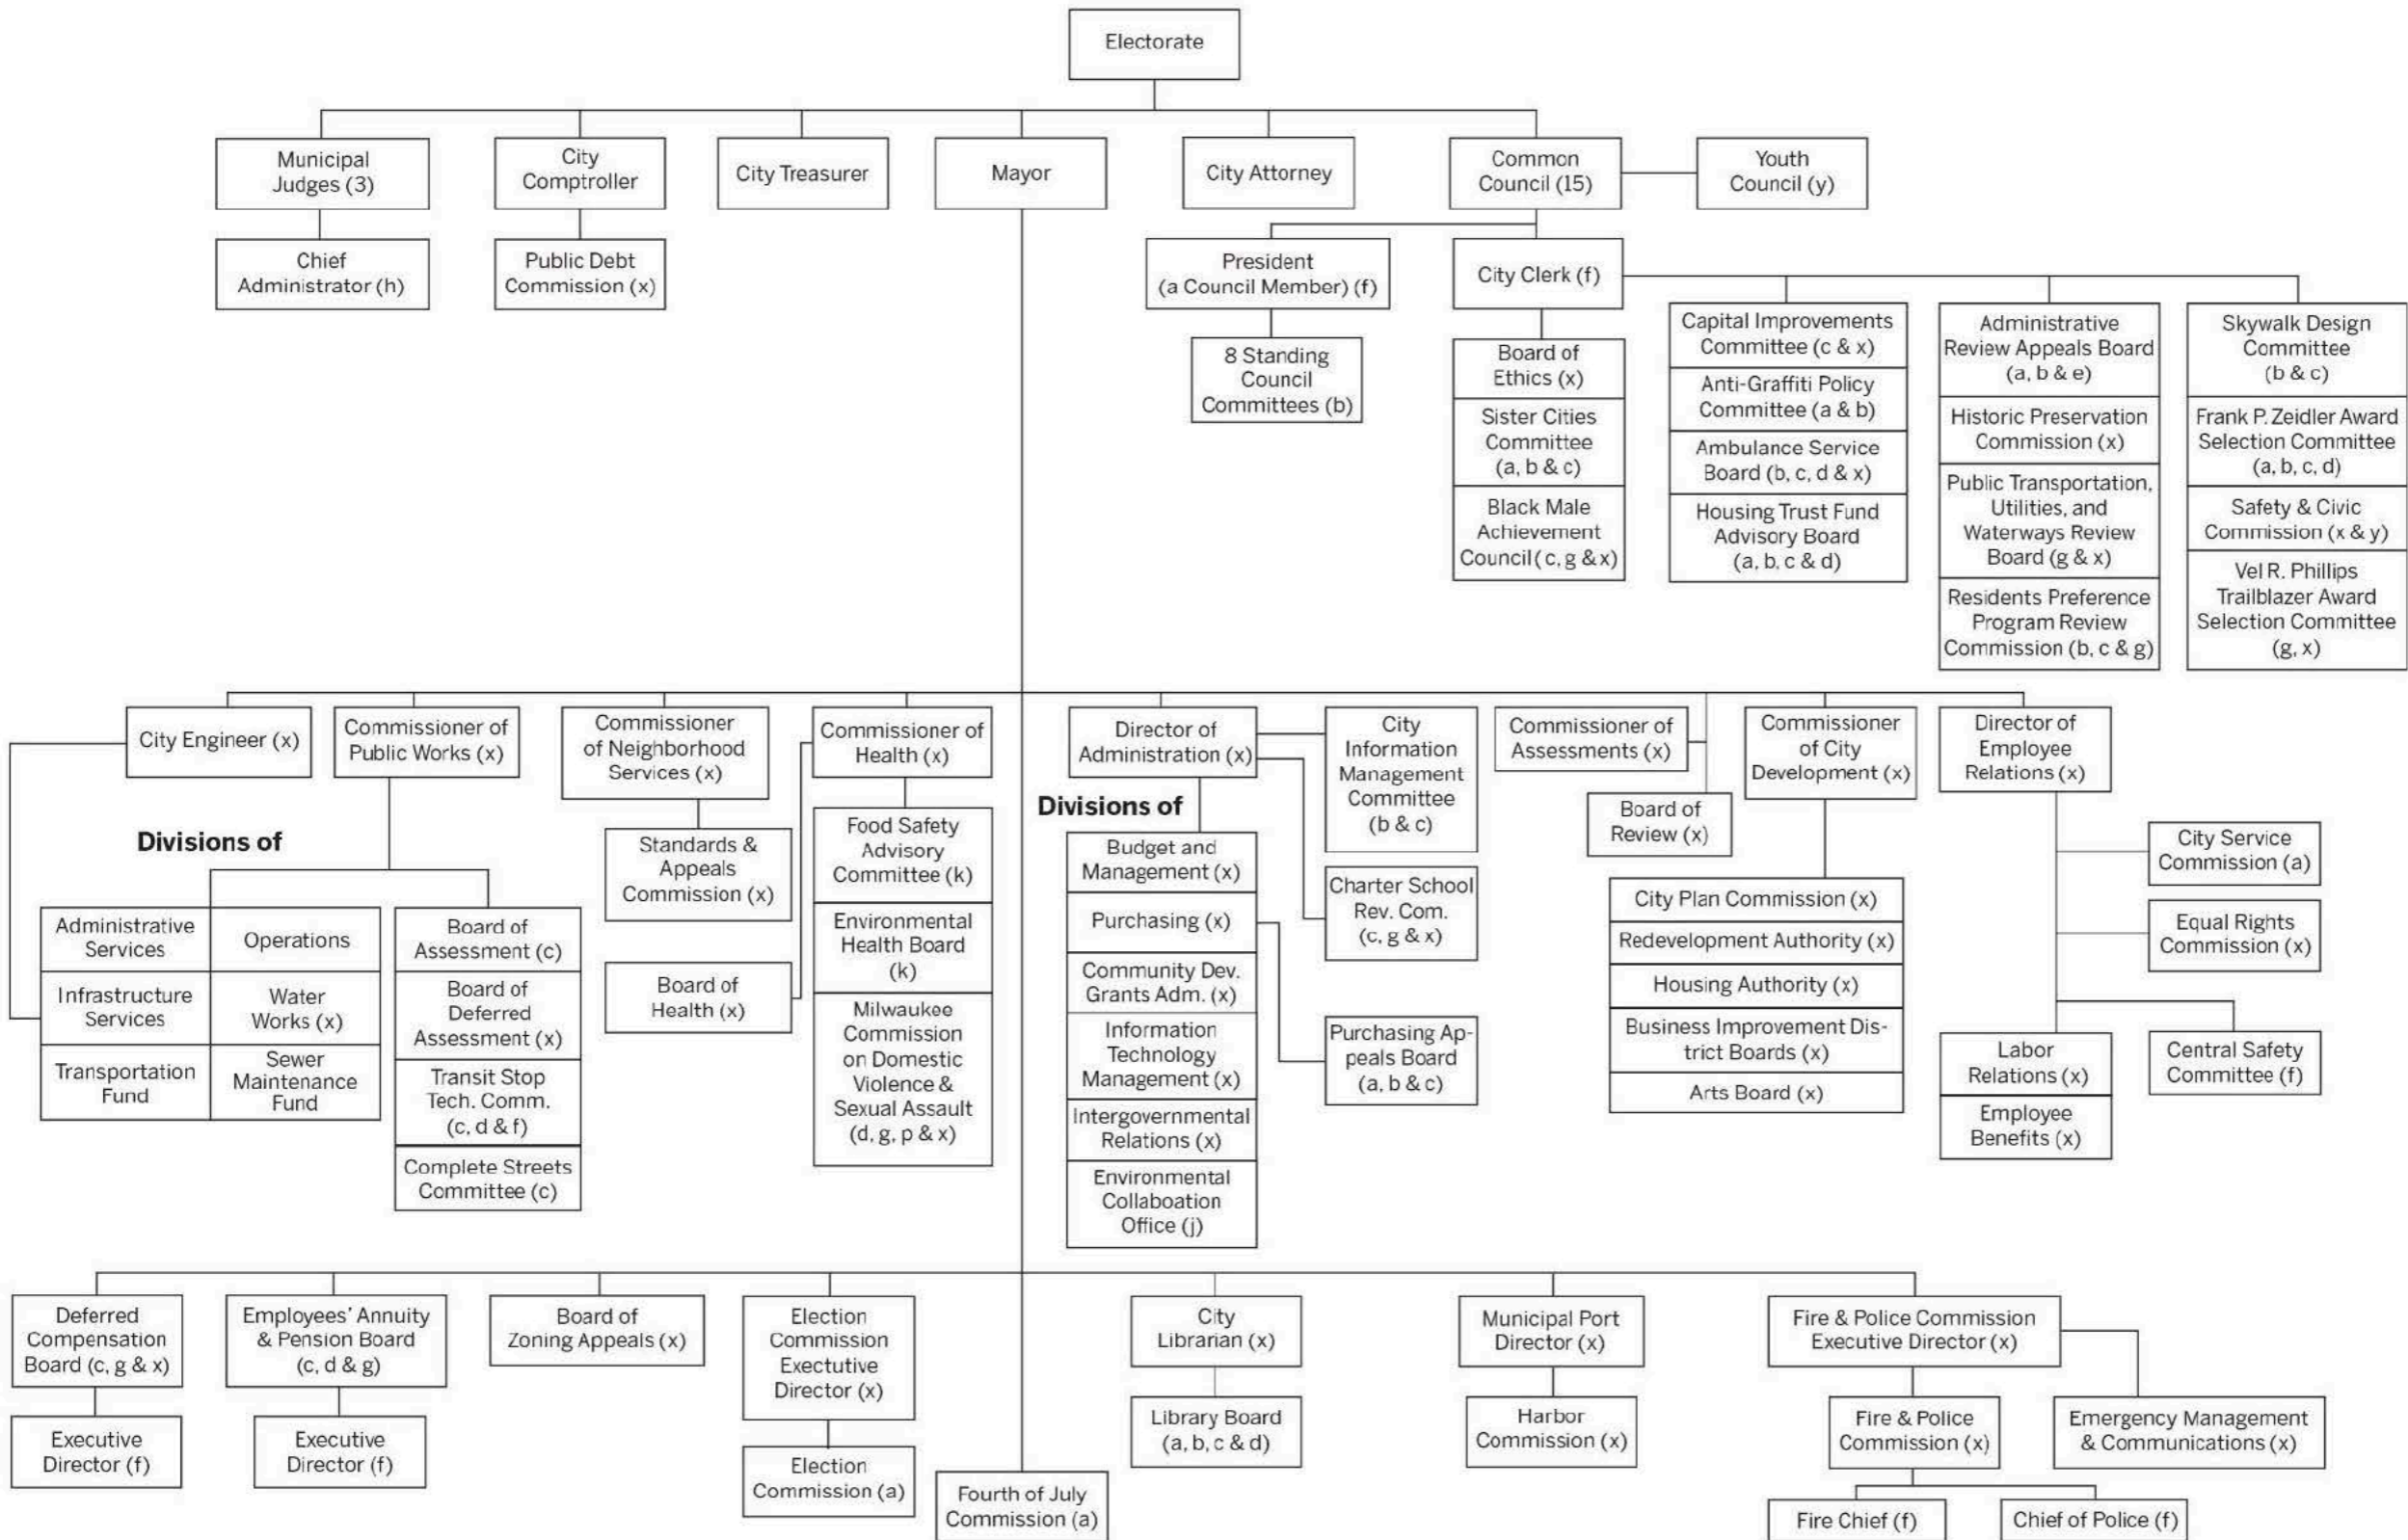 Electorate
Municipal
Judges (3)
City
Comptroller
City Treasurer
Mayor
City Attorney
Common
Council (15)
Youth
Council (y)
Chief
Administrator (h)
Public Debt
Commission (x)
President
(a Council Member) (f)
City Clerk (f)
8 Standing
Council
Committees (b)
Board of
Ethics (x)
Sister Cities
Committee
(a, b & c)
Black Male
Achievement
Council (c, g & x)
Capital Improvements
Committee (c & x)
Anti-Graffiti Policy
Committee (a & b)
Ambulance Service
Board (b, c, d & x)
Housing Trust Fund
Advisory Board
(a, b, c & d)
Administrative
Review Appeals Board
(a, b & e)
Historic Preservation
Commission (x)
Public Transportation,
Utilities, and
Waterways Review
Board (g & x)
Residents Preference
Program Review
Commission (b, c & g)
Skywalk Design
Committee
(b & c)
Frank P. Zeidler Award
Selection Committee
(a, b, c, d)
Safety & Civic
Commission (x & y)
Vel R. Phillips
Trailblazer Award
Selection Committee
(g, x)
City Engineer (x)
Commissioner of
Public Works (x)
Commissioner
of Neighborhood
Services (x)
Commissioner of
Health (x)
Director of
Administration (x)
City
Information
Management
Committee
(b & c)
Commissioner of
Assessments (x)
Commissioner
of City
Development (x)
Director of
Employee
Relations (x)
Divisions of
Administrative
Services
Operations
Infrastructure
Services
Water
Works (x)
Transportation
Fund
Sewer
Maintenance
Fund
Board of
Assessment (c)
Board of
Deferred
Assessment (x)
Transit Stop
Tech. Comm.
(c, d & f)
Complete Streets
Committee (c)
Standards &
Appeals
Commission (x)
Board of
Health (x)
Food Safety
Advisory
Committee (k)
Environmental
Health Board
(k)
Milwaukee
Commission
on Domestic
Violence &
Sexual Assault
(d, g, p & x)
Divisions of
Budget and
Management (x)
Purchasing (x)
Community Dev.
Grants Adm. (x)
Information
Technology
Management (x)
Intergovernmental
Relations (x)
Environmental
Collaboation
Office (j)
Charter School
Rev. Com.
(c, g & x)
Purchasing Ap-
peals Board
(a, b & c)
Board of
Review (x)
City Plan Commission (x)
Redevelopment Authority (x)
Housing Authority (x)
Business Improvement Dis-
trict Boards (x)
Arts Board (x)
City Service
Commission (a)
Equal Rights
Commission (x)
Labor
Relations (x)
Employee
Benefits (x)
Central Safety
Committee (f)
Deferred
Compensation
Board (c, g & x)
Employees' Annuity
& Pension Board
(c, d & g)
Board of
Zoning Appeals (x)
Election
Commission
Exectutive
Director (x)
City
Librarian (x)
Municipal Port
Director (x)
Fire & Police Commission
Executive Director (x)
Executive
Director (f)
Executive
Director (f)
Election
Commission (a)
Fourth of July
Commission (a)
Library Board
(a, b, c & d)
Harbor
Commission (x)
Fire & Police
Commission (x)
Emergency Management
& Communications (x)
Fire Chief (f)
Chief of Police (f)